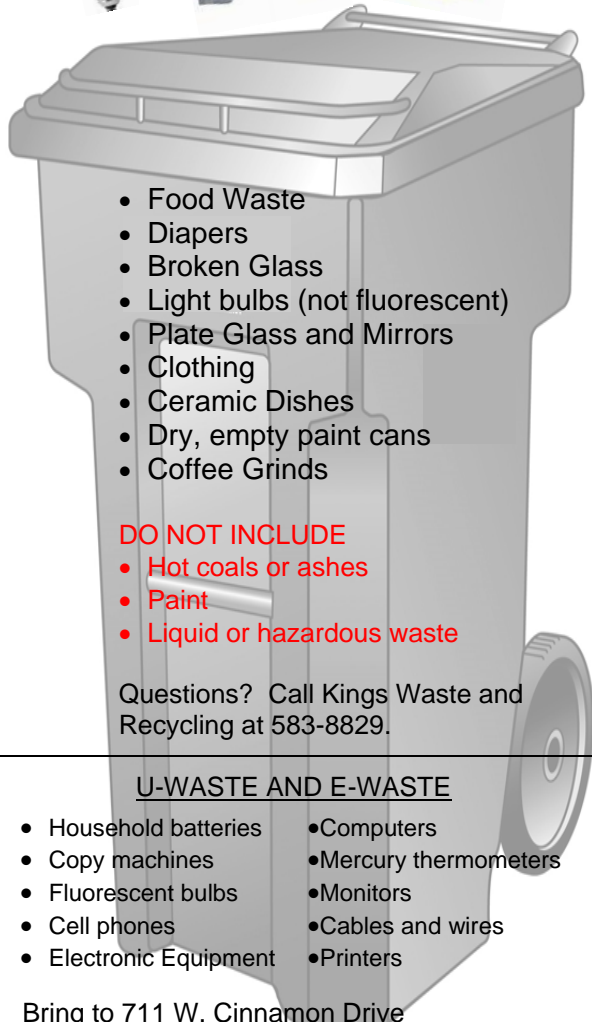 • Food Waste
• Diapers
• Broken Glass
• Light bulbs (not fluorescent)
• Plate Glass and Mirrors
• Clothing
• Ceramic Dishes
• Dry, empty paint cans
• Coffee Grinds
DO NOT INCLUDE
• Hot coals or ashes
• Paint
• Liquid or hazardous waste
Questions? Call Kings Waste and
Recycling at 583-8829.
U-WASTE AND E-WASTE
• Household batteries •Computers
• Copy machines •Mercury thermometers
• Fluorescent bulbs •Monitors
• Cell phones •Cables and wires
• Electronic Equipment •Printers
Bring to 711 W. Cinnamon Drive